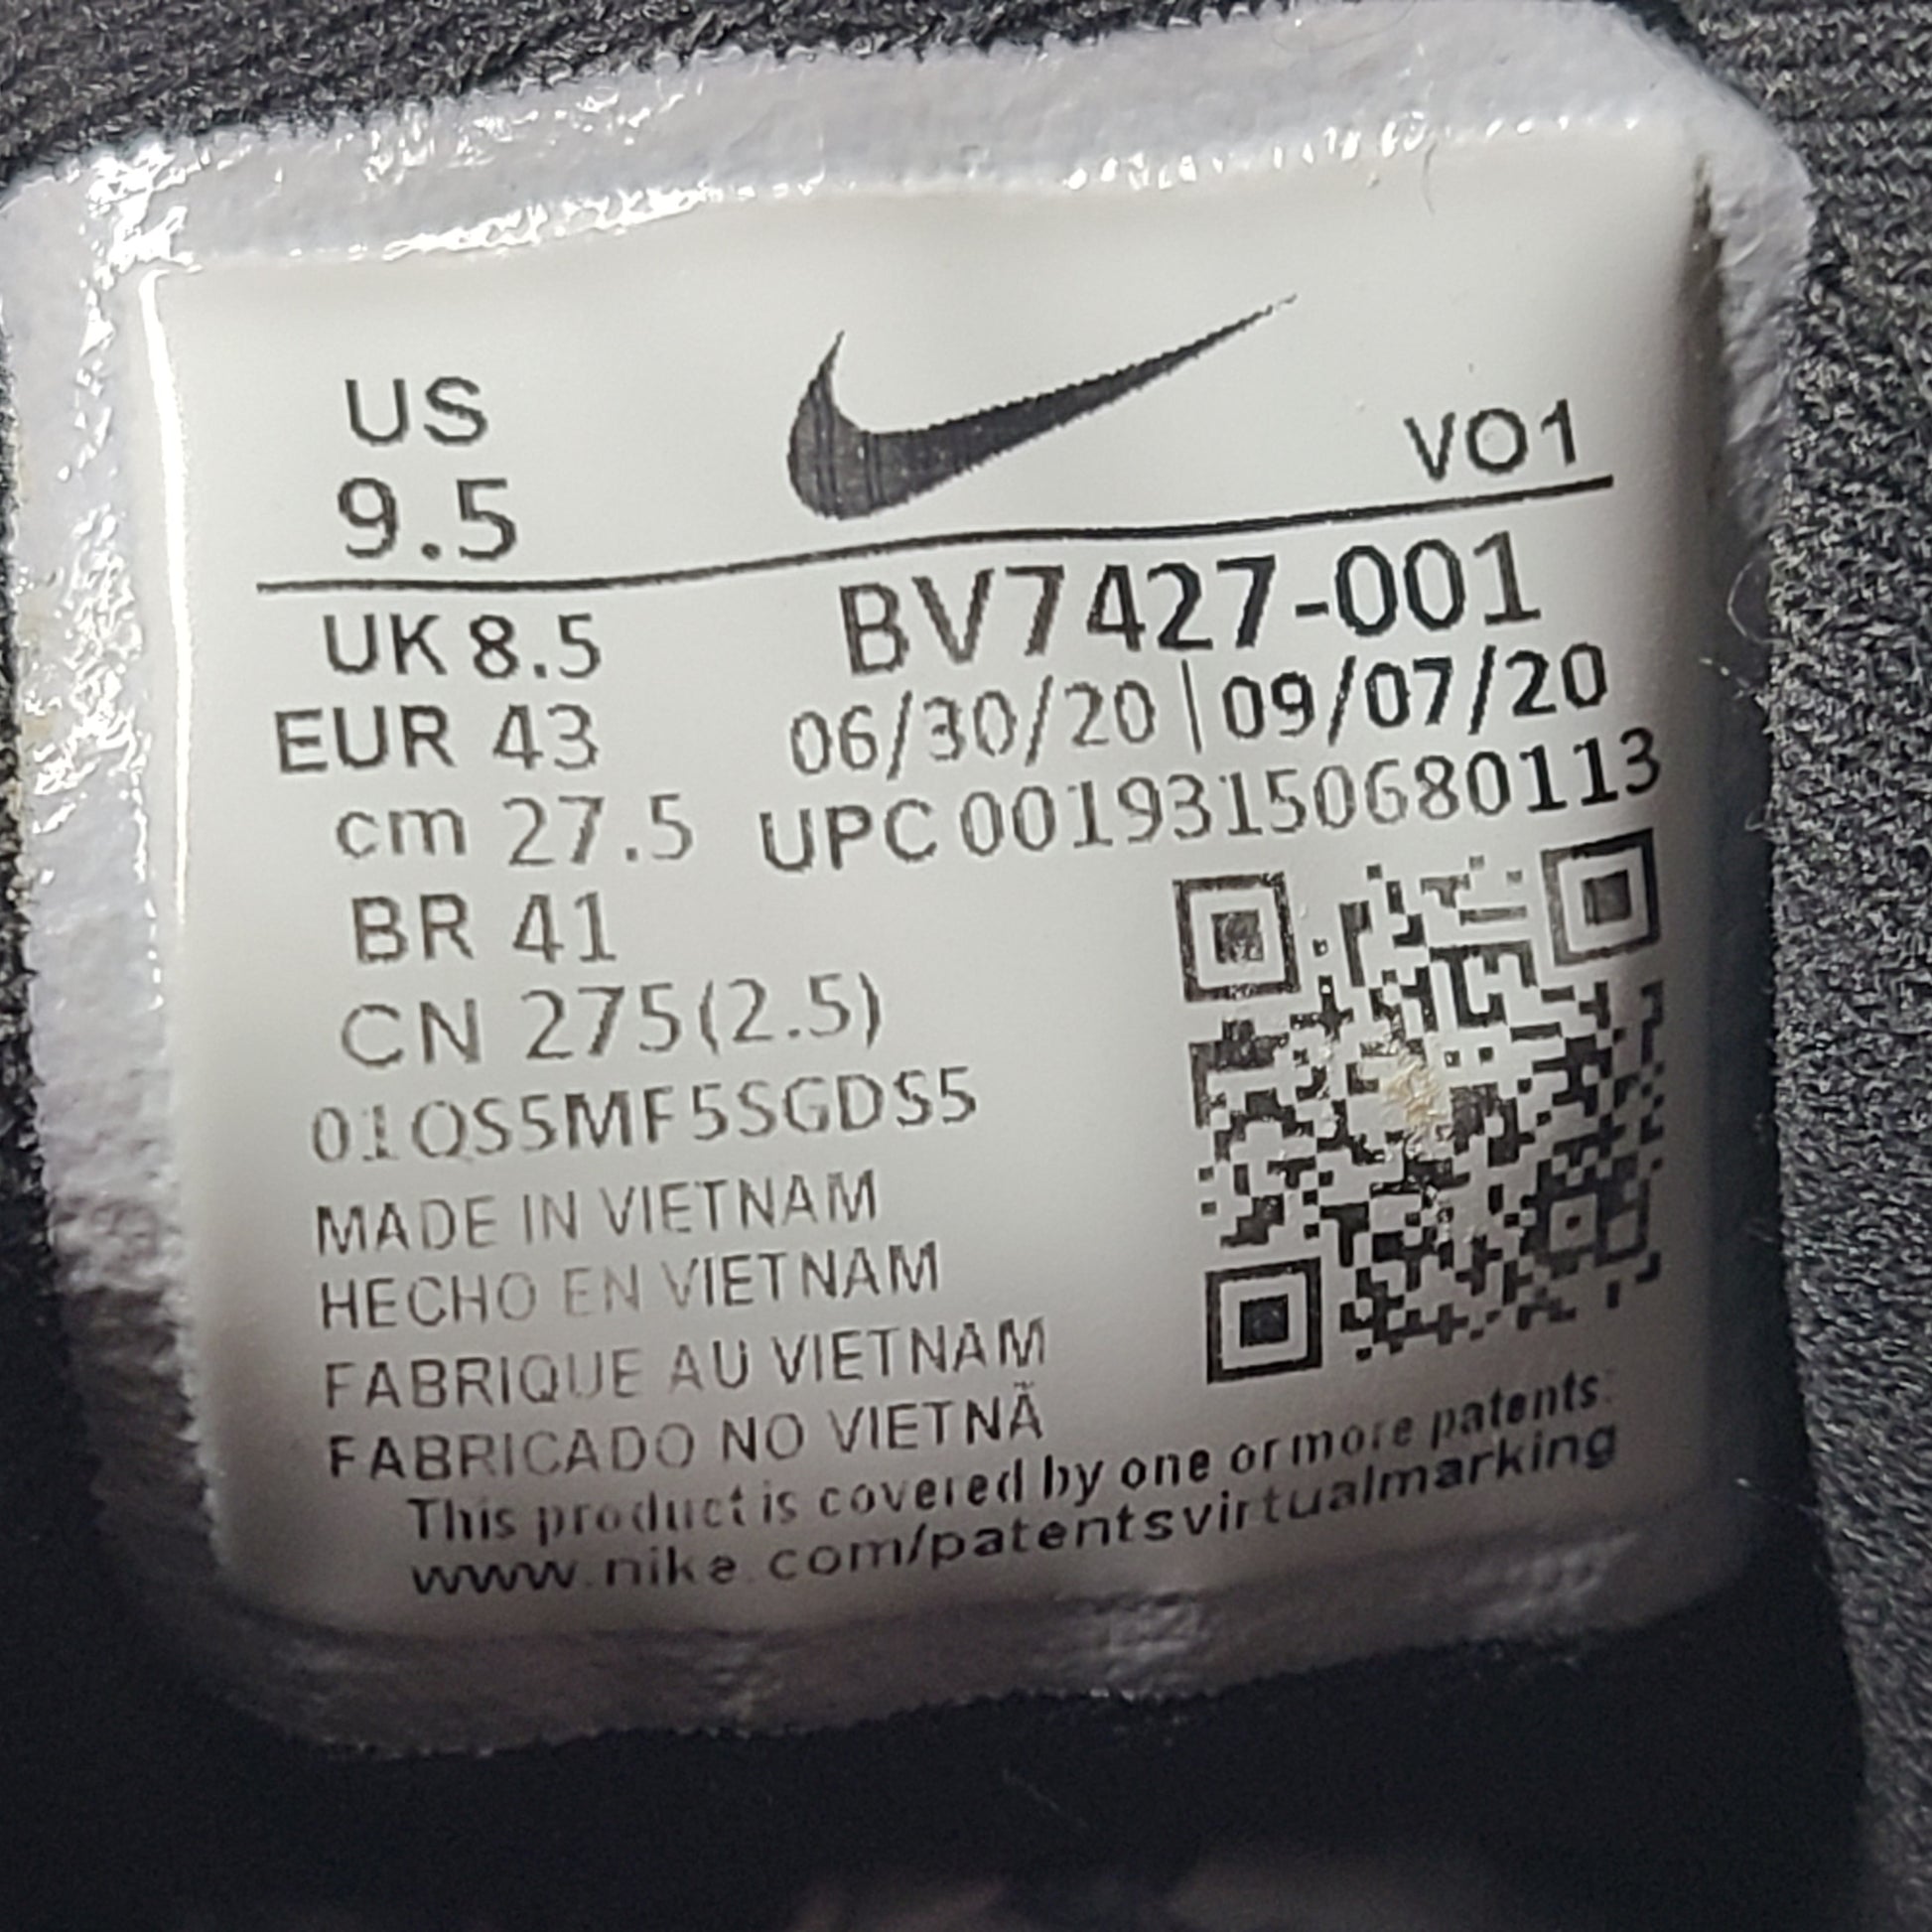 US
9.5
VO1
UK 8.5
EUR 43
cm 27.5
BR 41
CN 275(2.5)
BV7427-001
06/30/20|09/07/20
UPC 00193150680113
01QS5MF5SGDS5
MADE IN VIETNAM
HECHO EN VIETNAM
FABRIQUE AU VIETNAM
FABRICADO NO VIETNÃ
This product is covered by one or more patents:
www.nike.com/patentsvirtualmarking